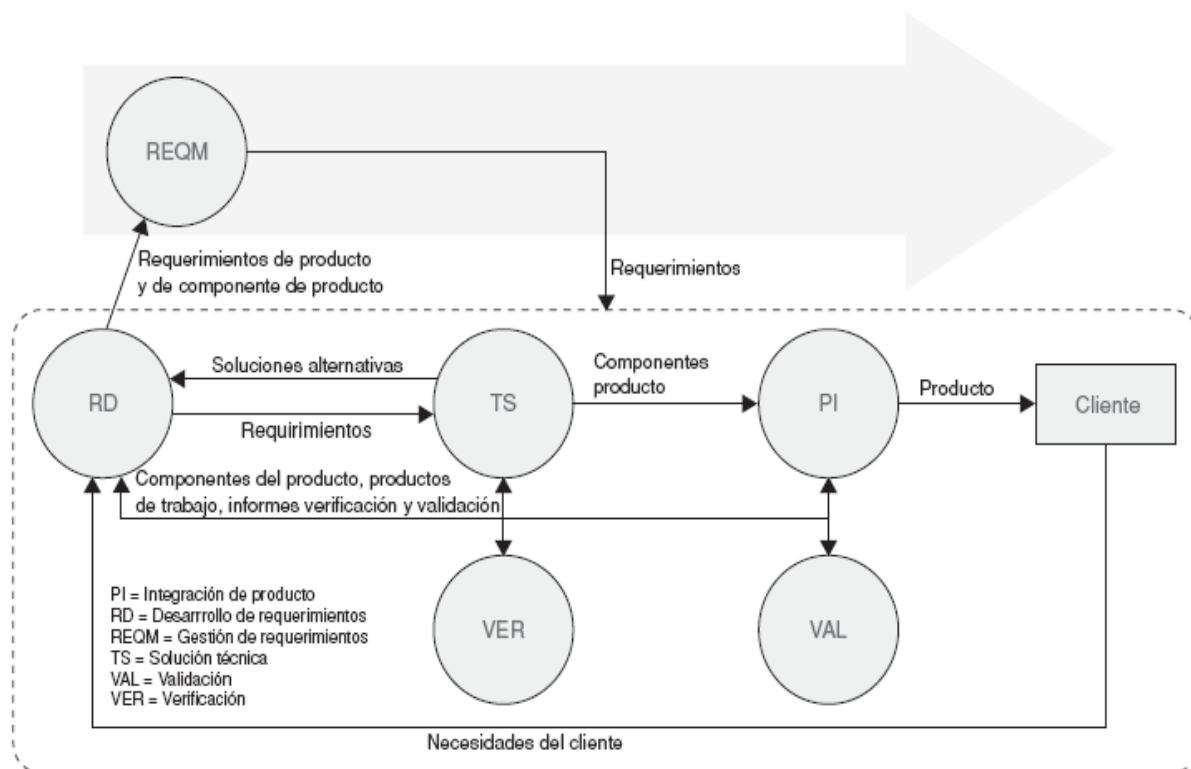 REQM
Requerimientos de producto
y de componente de producto
Requerimientos
RD
Soluciones alternativas
Requirimientos
TS
Componentes
producto
PI
Producto
Cliente
Componentes del producto, productos
de trabajo, informes verificación y validación
PI = Integración de producto
RD = Desarrollo de requerimientos
REQM = Gestión de requerimientos
TS = Solución técnica
VAL = Validación
VER = Verificación
VER
VAL
Necesidades del cliente